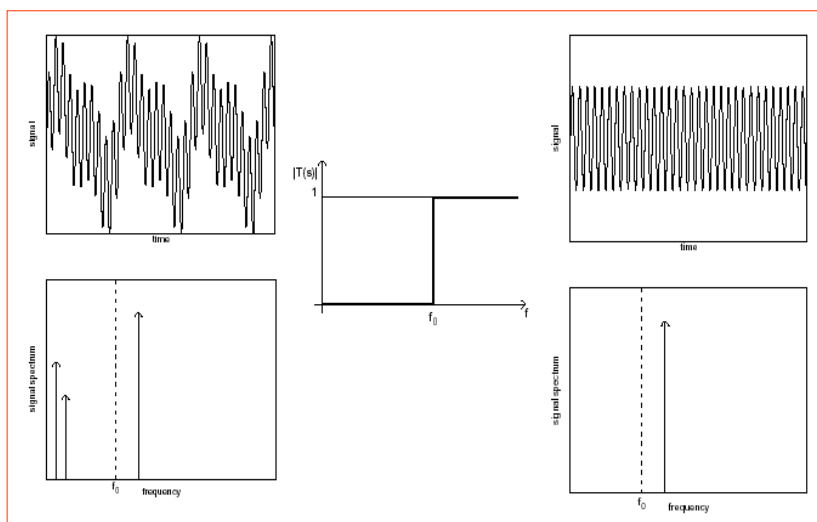 signal
time
signal spectrum
f0
frequency
|T(s)|
1
f0
f
signal
time
signal spectrum
f0
frequency